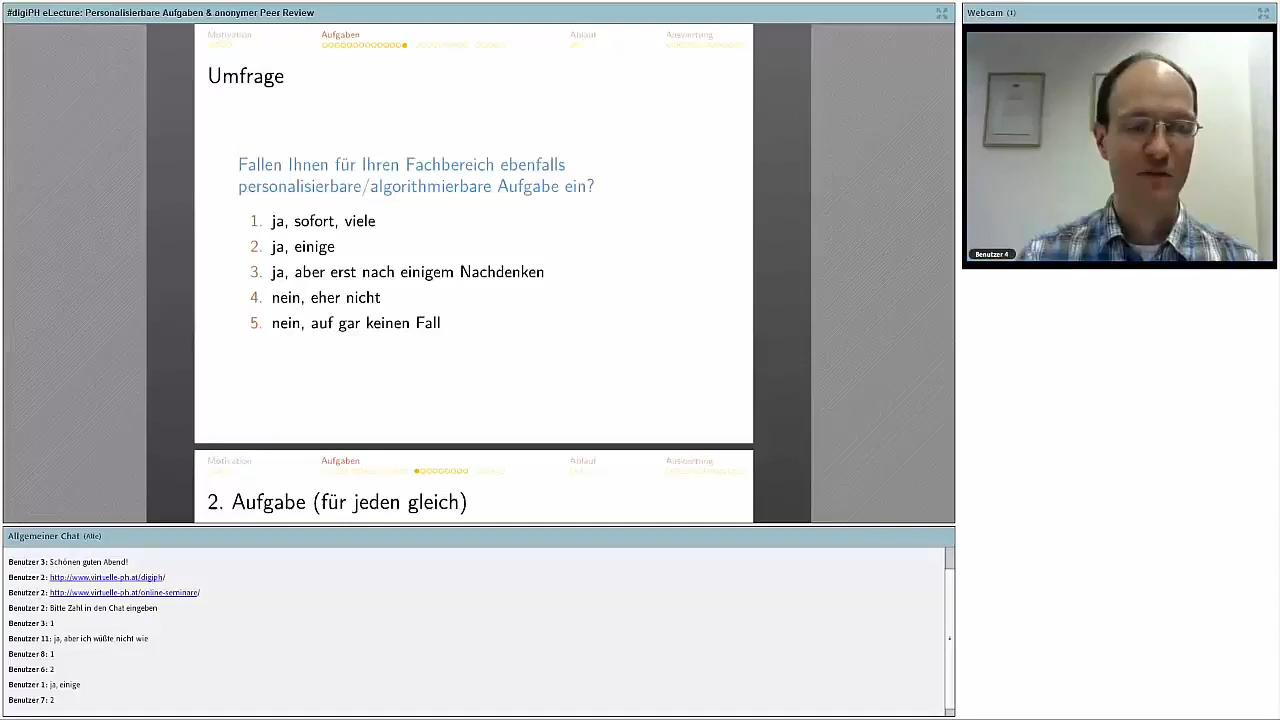 #digiPH eLecture: Personalisierbare Aufgaben & anonymer Peer Review
Webcam (1)
Motivation Aufgaben Ablauf Auswertung
Umfrage
Fallen Ihnen für Ihren Fachbereich ebenfalls
personalisierbare/algorithmierbare Aufgabe ein?
1. ja, sofort, viele
2. ja, einige
3. ja, aber erst nach einigem Nachdenken
4. nein, eher nicht
5. nein, auf gar keinen Fall
Benutzer 4
Motivation Aufgaben Ablauf Auswertung
2. Aufgabe (für jeden gleich)
Allgemeiner Chat (Alle)
Benutzer 3: Schönen guten Abend!
Benutzer 2: http://www.virtuelle-ph.at/digiph/
Benutzer 2: http://www.virtuelle-ph.at/online-seminare/
Benutzer 2: Bitte Zahl in den Chat eingeben
Benutzer 3: 1
Benutzer 11: ja, aber ich wüßte nicht wie
Benutzer 8: 1
Benutzer 6: 2
Benutzer 1: ja, einige
Benutzer 7: 2